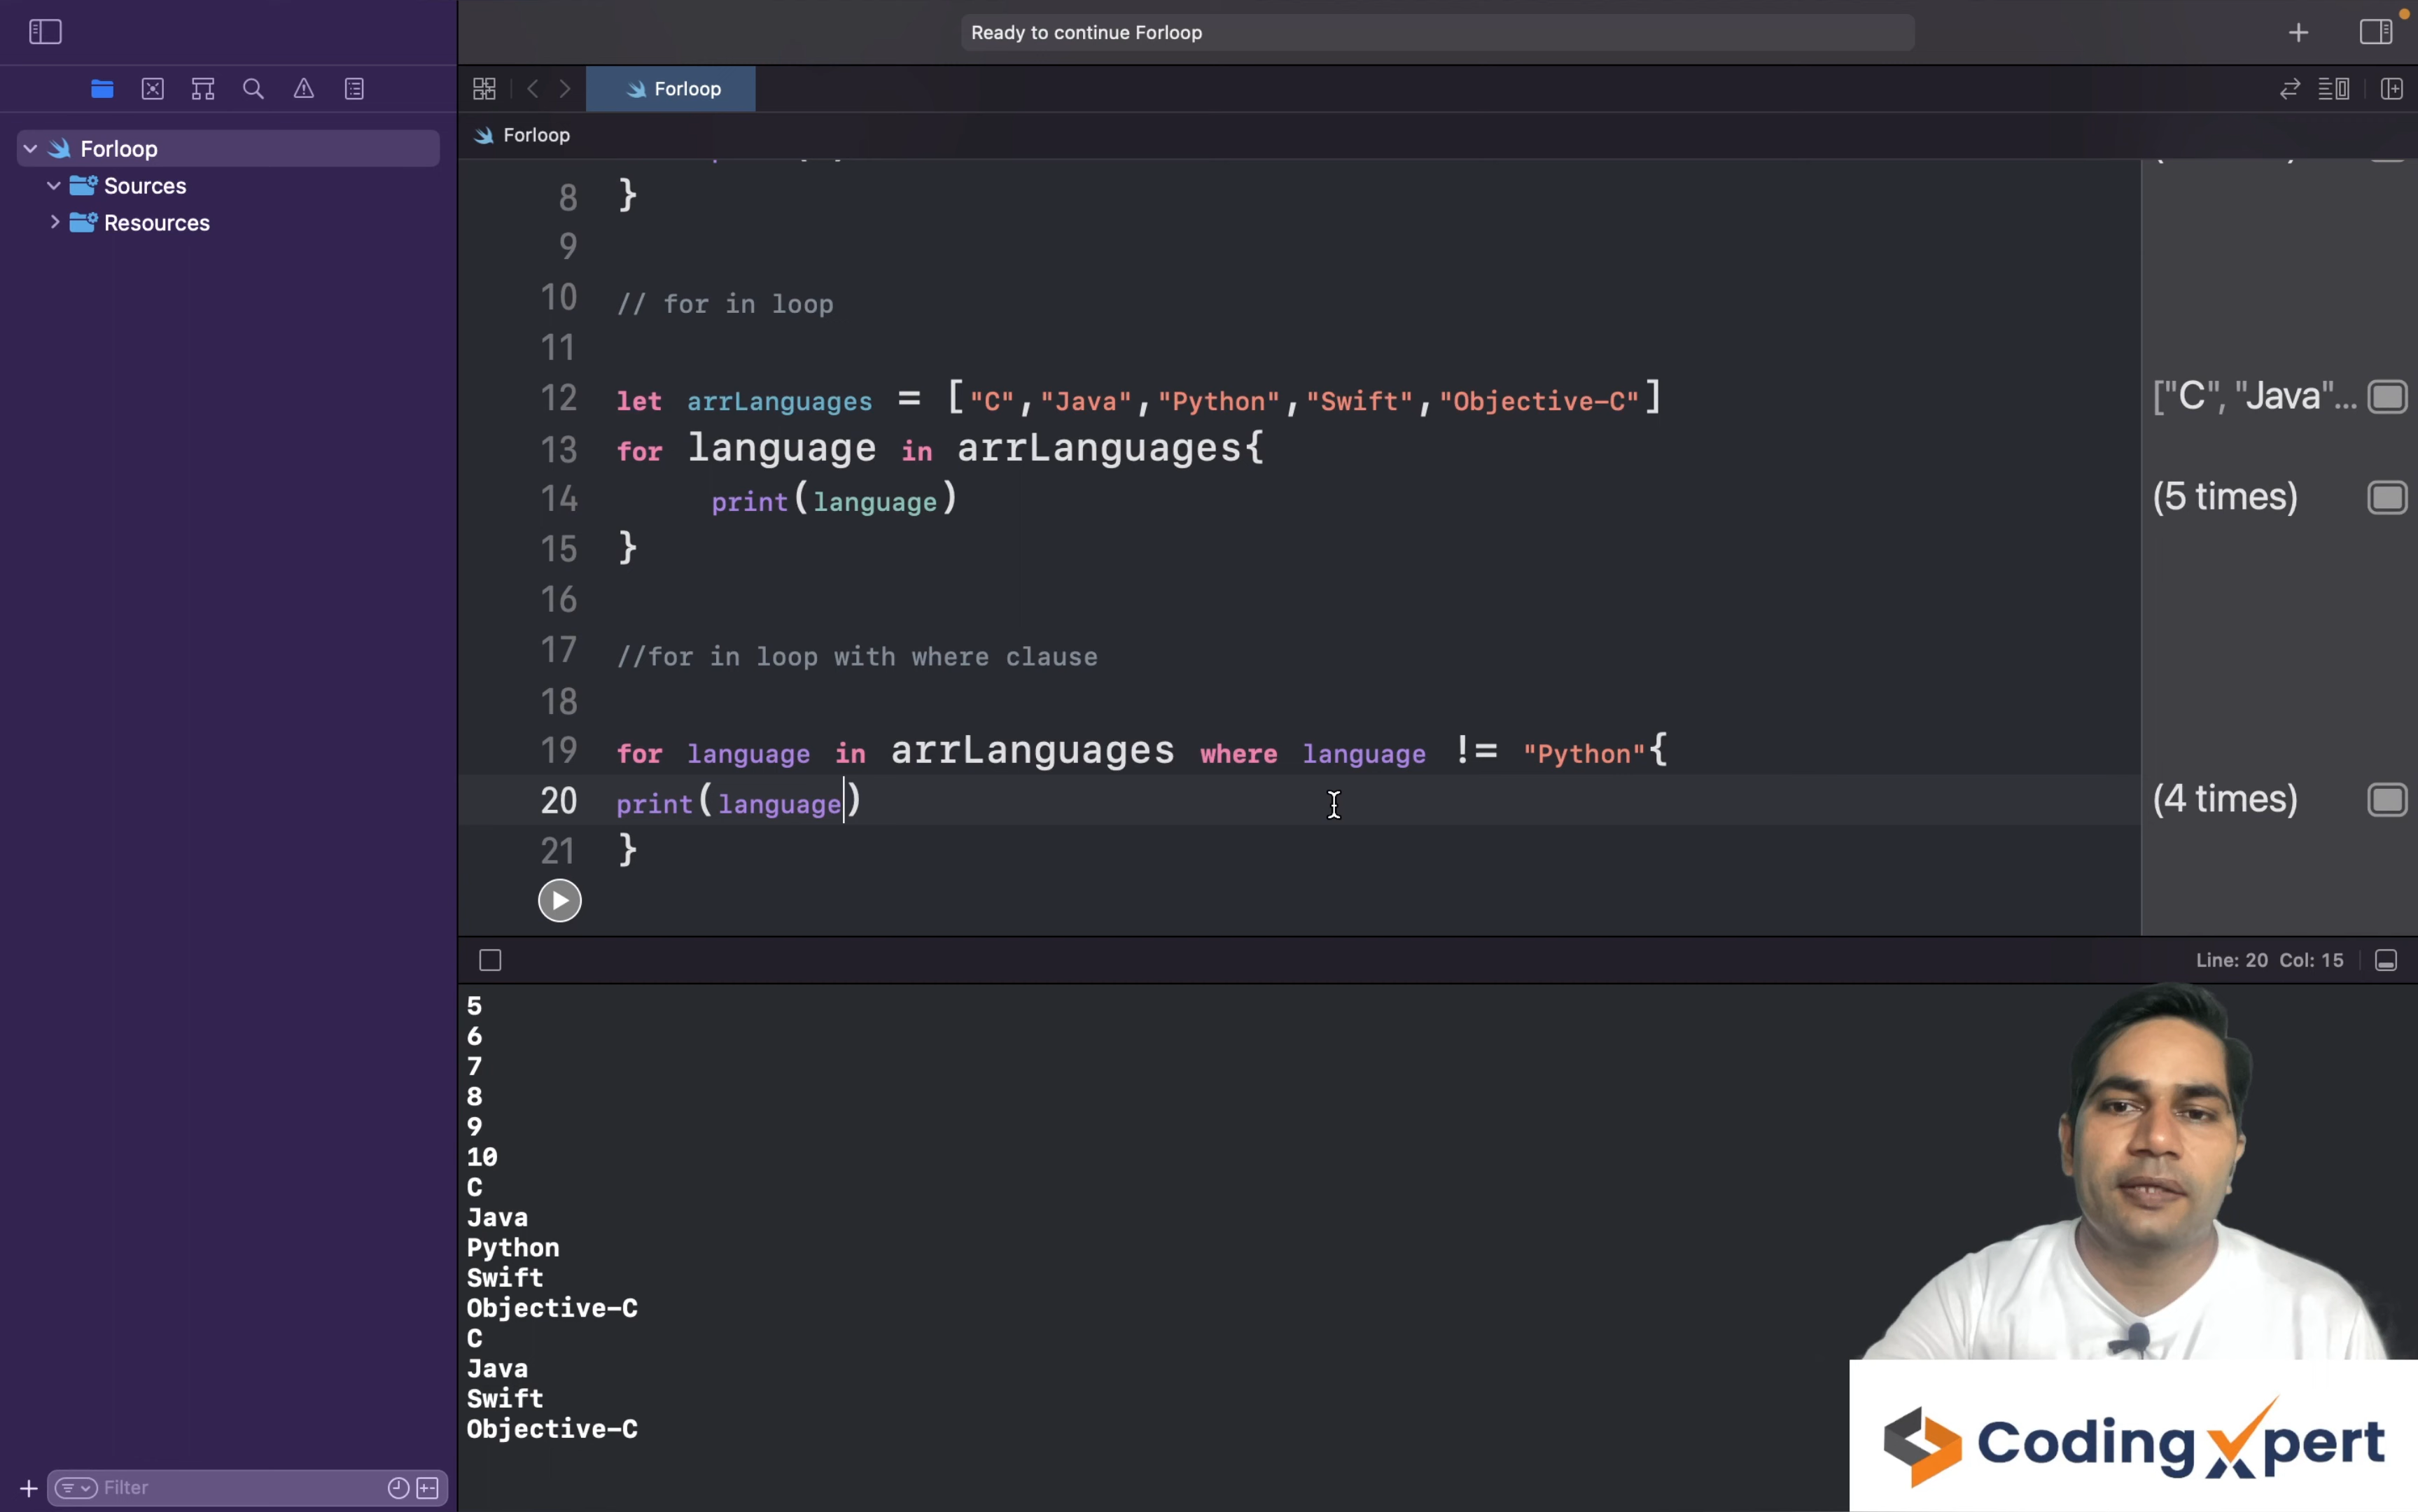 Ready to continue Forloop
Forloop
Forloop
Forloop
Sources
Resources
8 }
9
10 // for in loop
11
12 let arrLanguages = ["C","Java","Python","Swift","Objective-C"]
["C", "Java"...
13 for language in arrLanguages{
14 print(language)
(5 times)
15 }
16
17 //for in loop with where clause
18
19 for language in arrLanguages where language != "Python"{
20 print(language)
(4 times)
21 }
Line: 20 Col: 15
5
6
7
8
9
10
C
Java
Python
Swift
Objective-C
C
Java
Swift
Objective-C
Filter
CodingXpert